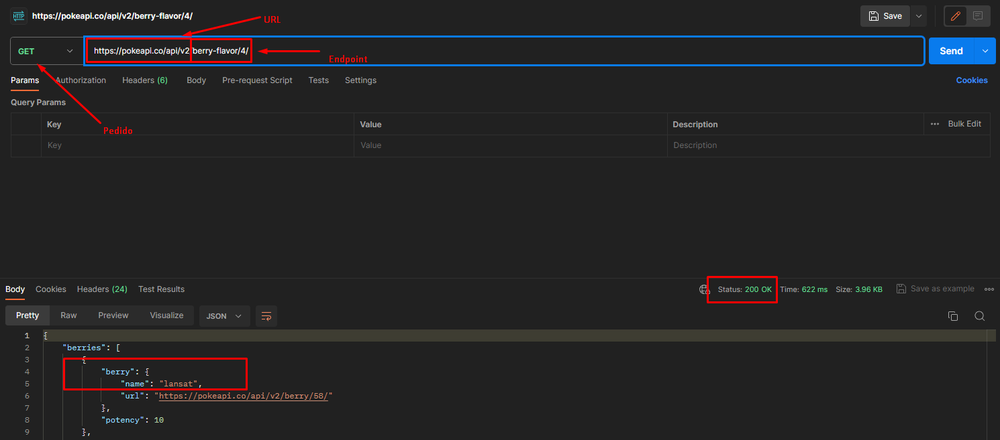 HTTP https://pokeapi.co/api/v2/berry-flavor/4/ Save
URL
GET https://pokeapi.co/api/v2/berry-flavor/4/ Send
Endpoint
Params Authorization Headers (6) Body Pre-request Script Tests Settings Cookies
Query Params
Pedido
Key Value Description ••• Bulk Edit
Key Value Description
Body Cookies Headers (24) Test Results Status: 200 OK Time: 622 ms Size: 3.96 KB Save as example •••
Pretty Raw Preview Visualize JSON
1 {
2 "berries": [
3 {
4 "berry": {
5 "name": "lansat",
6 "url": "https://pokeapi.co/api/v2/berry/58/"
7 },
8 "potency": 10
9 },